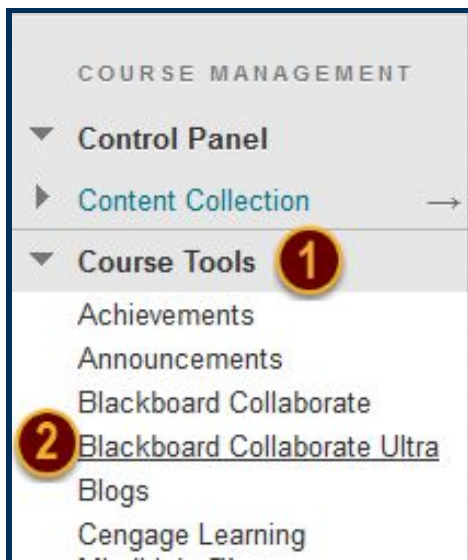 COURSE MANAGEMENT
Control Panel
Content Collection →
Course Tools 1
Achievements
Announcements
Blackboard Collaborate
2 Blackboard Collaborate Ultra
Blogs
Cengage Learning